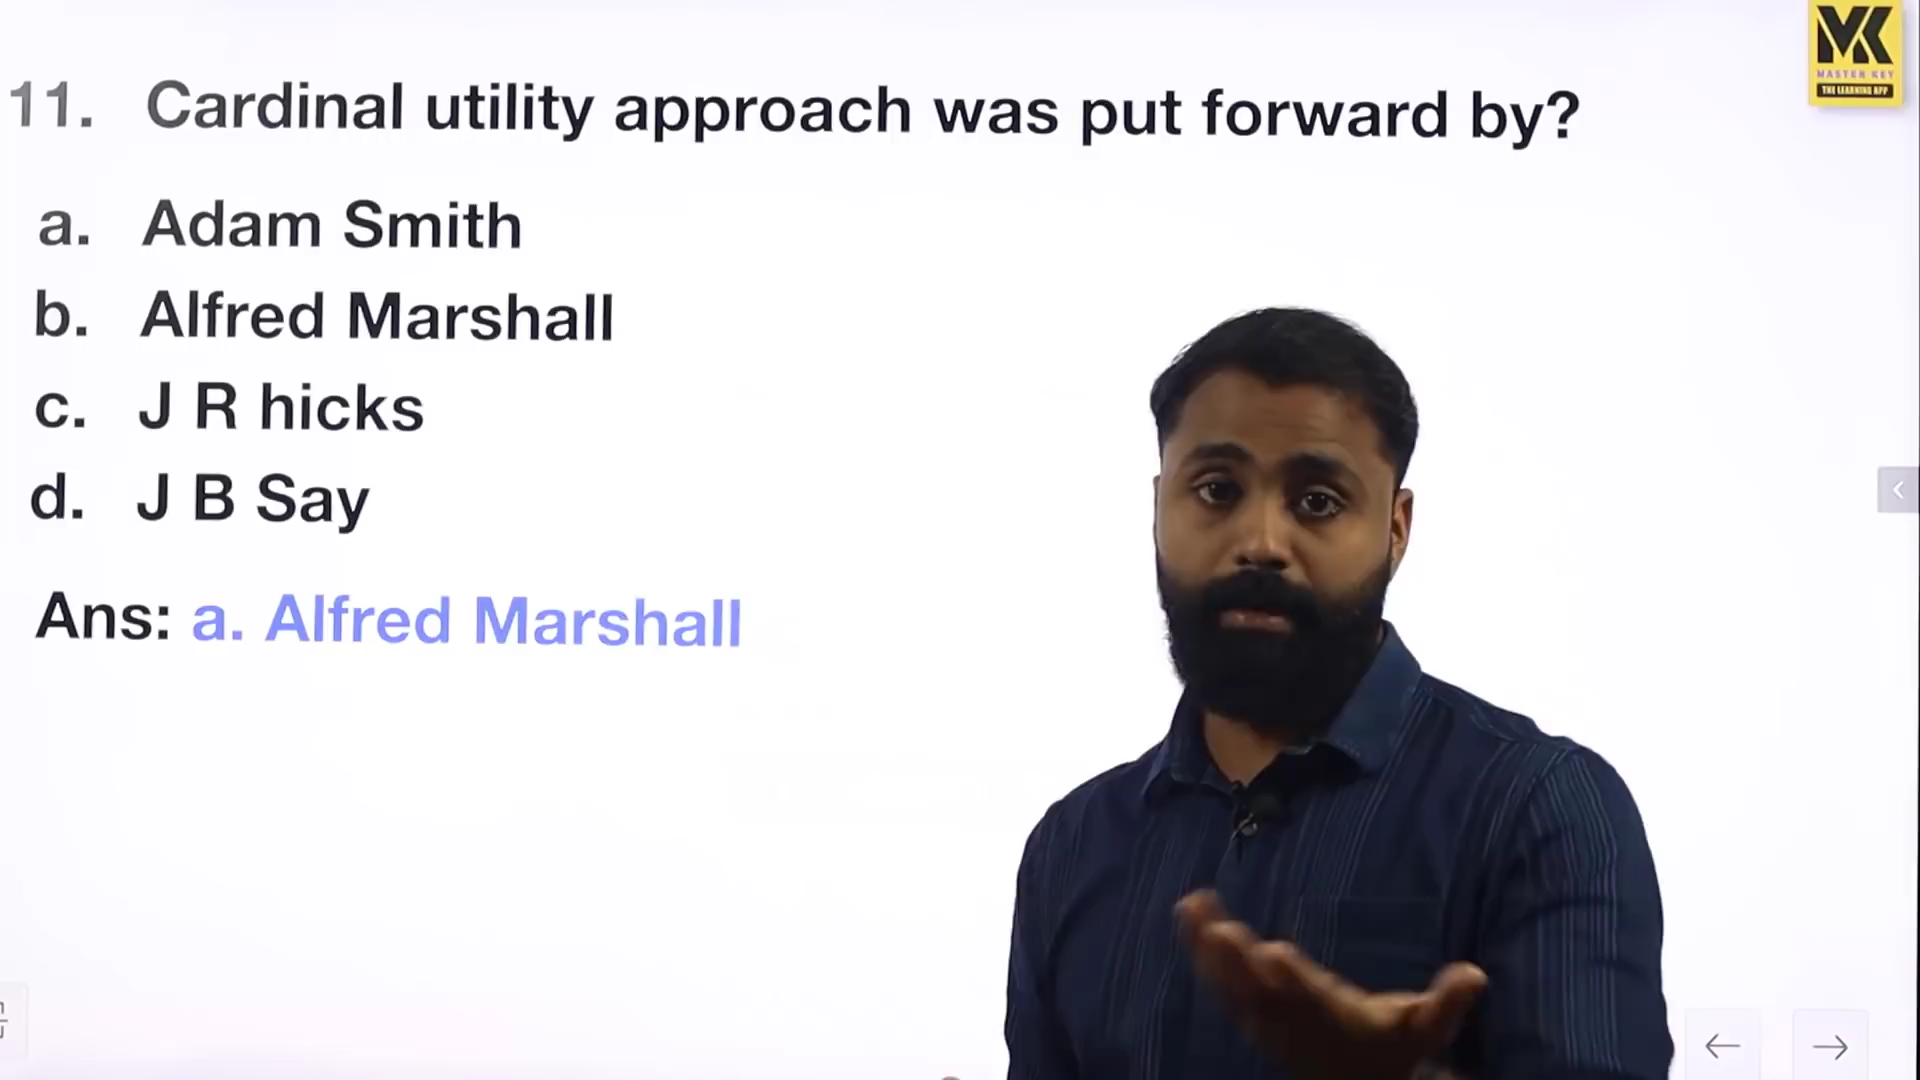 MK
MASTER KEY
THE LEARNING APP
11. Cardinal utility approach was put forward by?
a. Adam Smith
b. Alfred Marshall
c. J R hicks
d. J B Say
Ans: a. Alfred Marshall